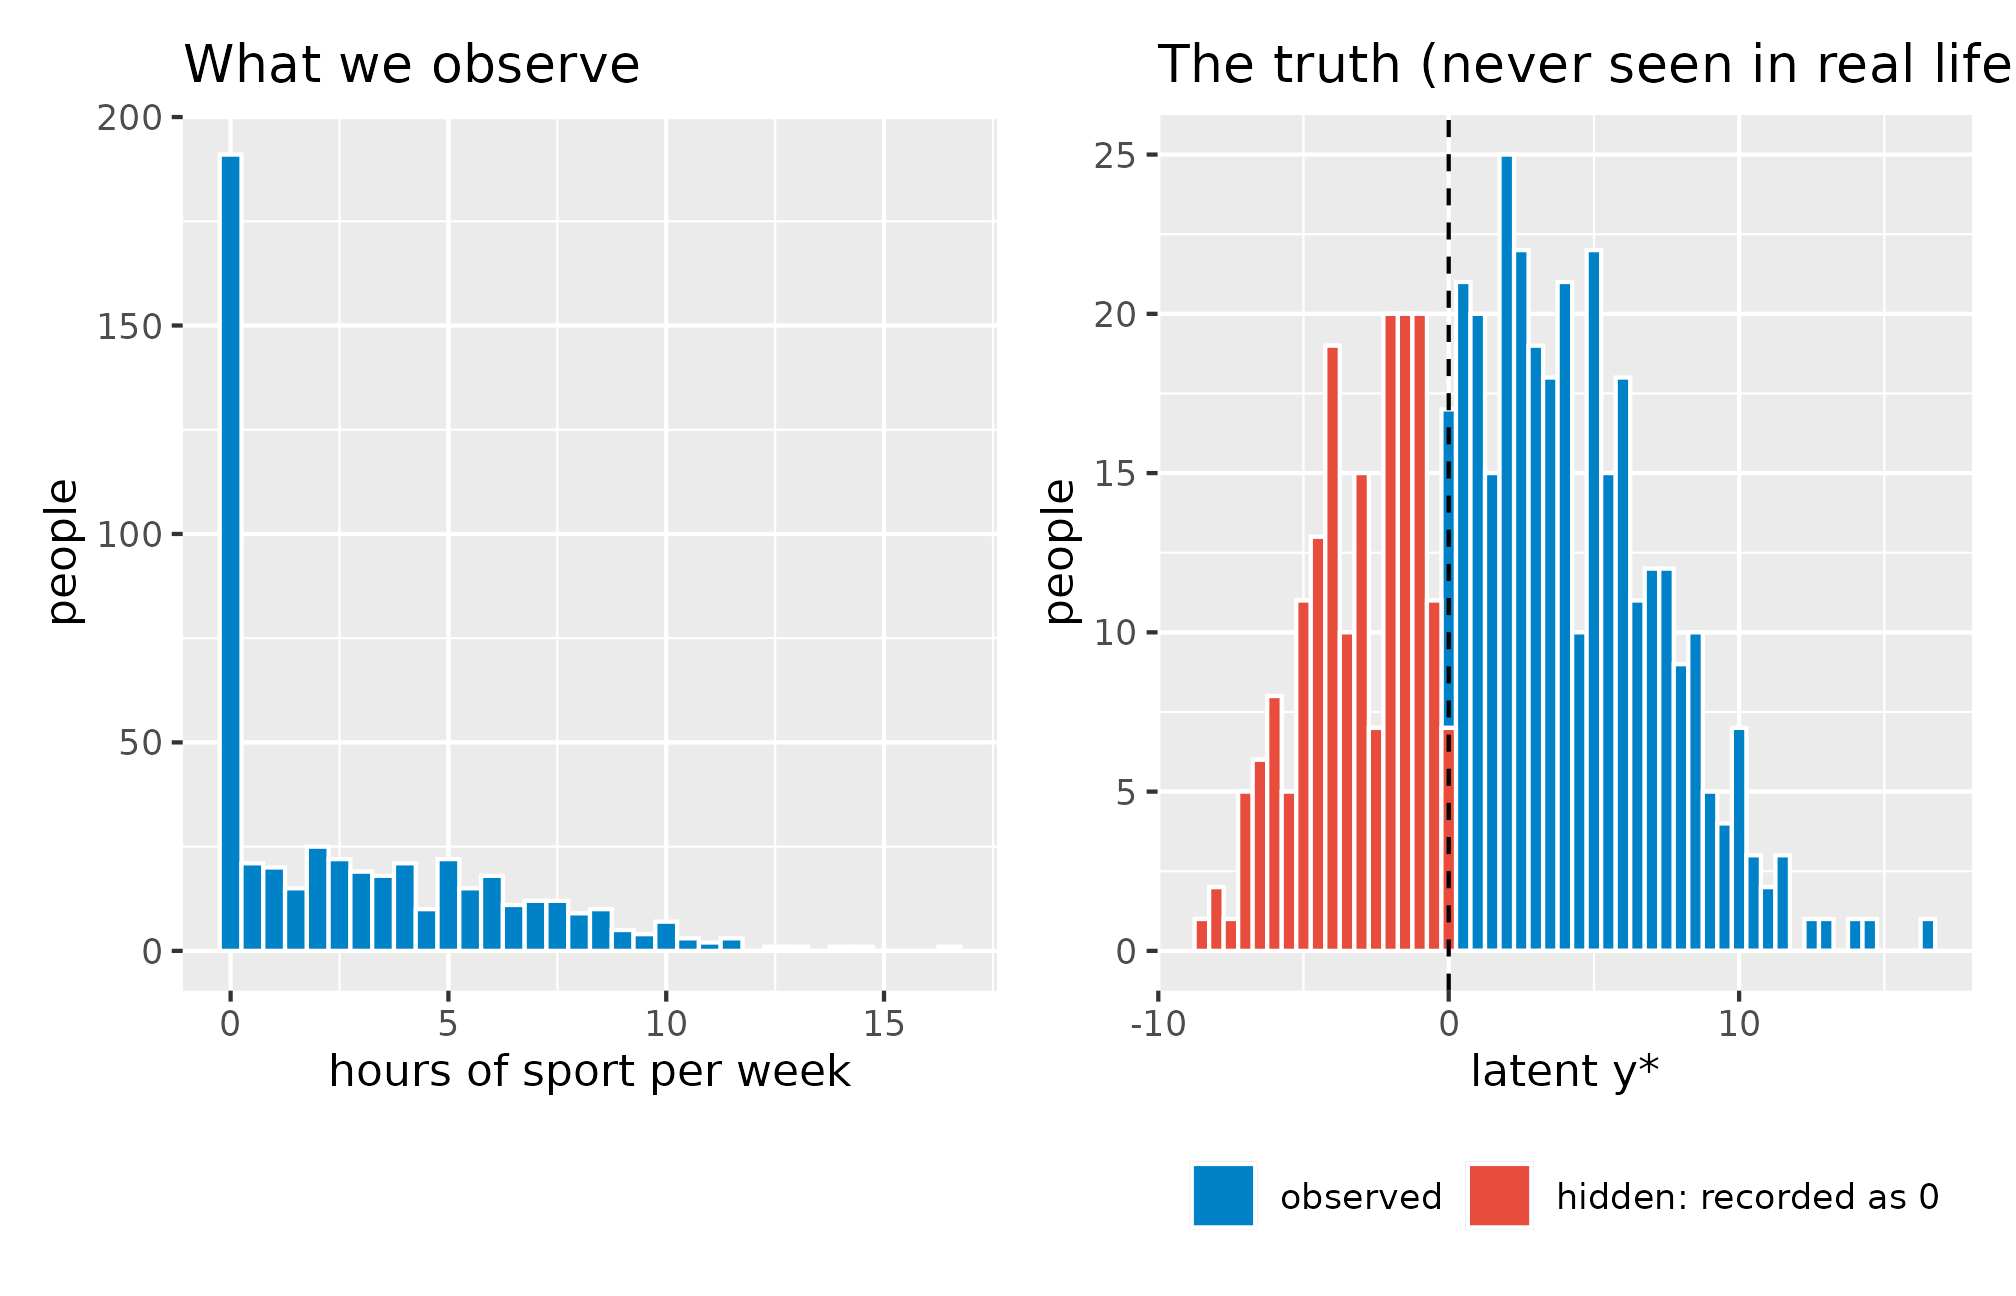 What we observe
200
150
100
50
0
people
0 5 10 15
hours of sport per week
The truth (never seen in real life
25
20
15
10
5
0
people
-10 0 10
latent y*
observed hidden: recorded as 0